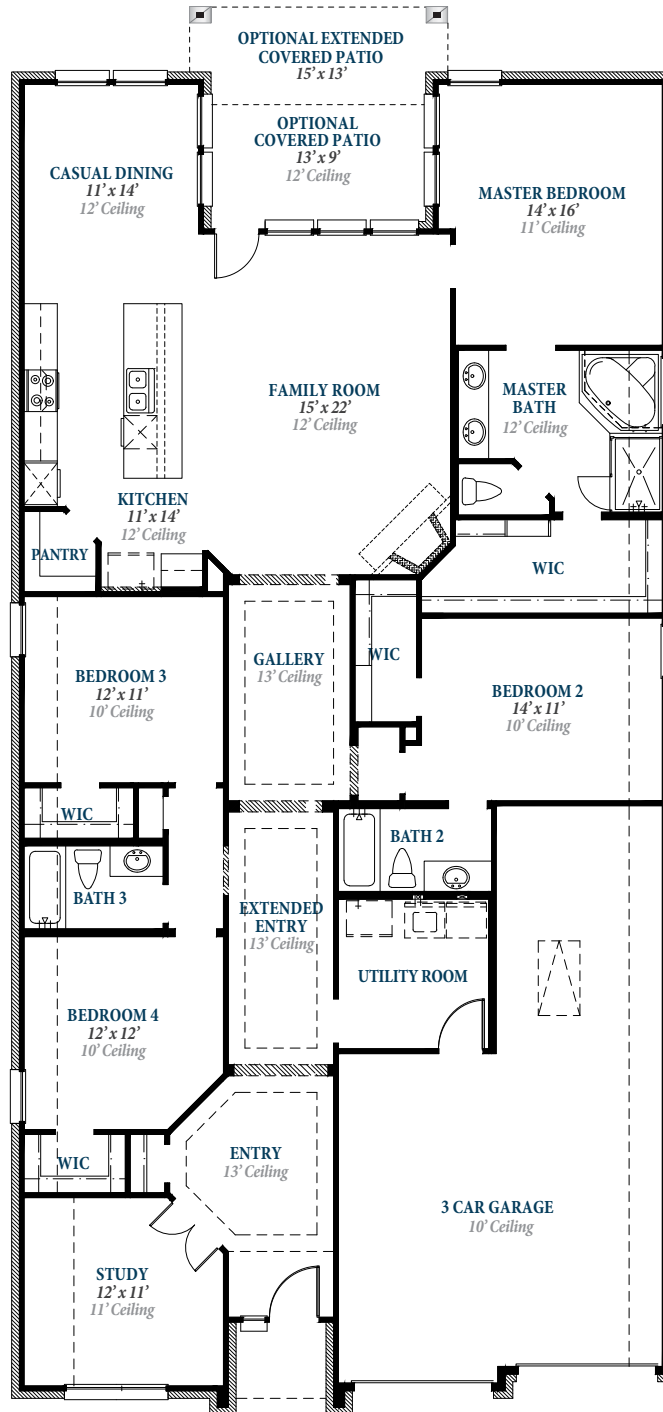 OPTIONAL EXTENDED
COVERED PATIO
15' x 13'
OPTIONAL
COVERED PATIO
13' x 9'
12' Ceiling
CASUAL DINING
11' x 14'
12' Ceiling
MASTER BEDROOM
14' x 16'
11' Ceiling
FAMILY ROOM
15' x 22'
12' Ceiling
MASTER
BATH
12' Ceiling
KITCHEN
11' x 14'
12' Ceiling
PANTRY
WIC
GALLERY
13' Ceiling
WIC
BEDROOM 3
12' x 11'
10' Ceiling
BEDROOM 2
14' x 11'
10' Ceiling
WIC
BATH 2
BATH 3
EXTENDED
ENTRY
13' Ceiling
UTILITY ROOM
BEDROOM 4
12' x 12'
10' Ceiling
WIC
ENTRY
13' Ceiling
3 CAR GARAGE
10' Ceiling
STUDY
12' x 11'
11' Ceiling